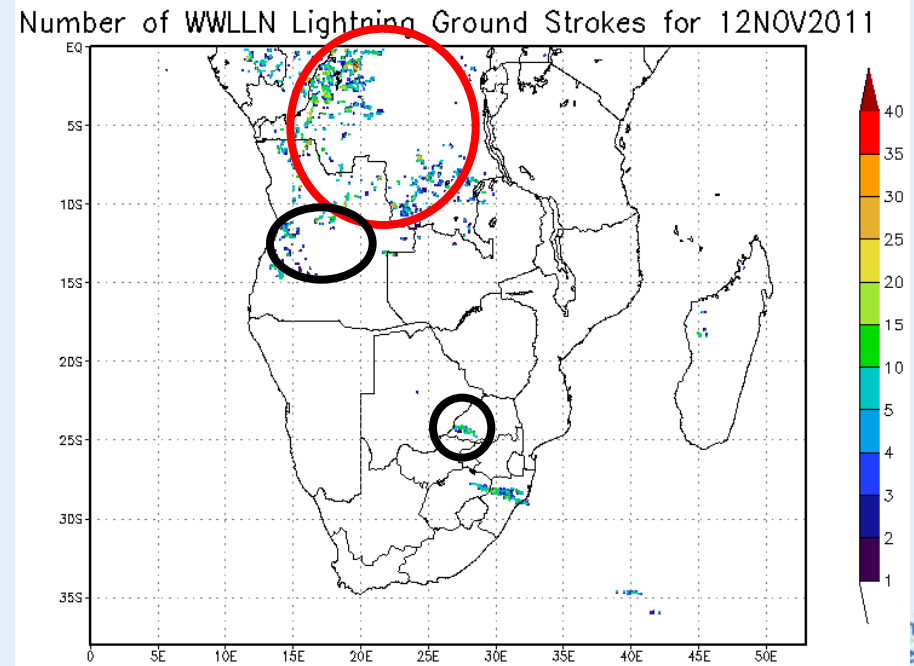 Number of WWLLN Lightning Ground Strokes for 12NOV2011
EQ
5S
10S
15S
20S
25S
30S
35S
0 5E 10E 15E 20E 25E 30E 35E 40E 45E 50E
40
35
30
25
20
15
10
5
4
3
2
1